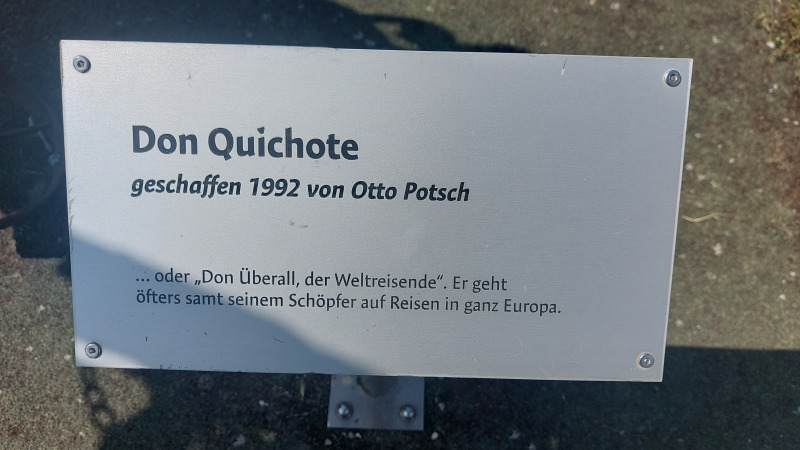 Don Quichote
geschaffen 1992 von Otto Potsch
... oder „Don Überall, der Weltreisende“. Er geht
öfters samt seinem Schöpfer auf Reisen in ganz Europa.